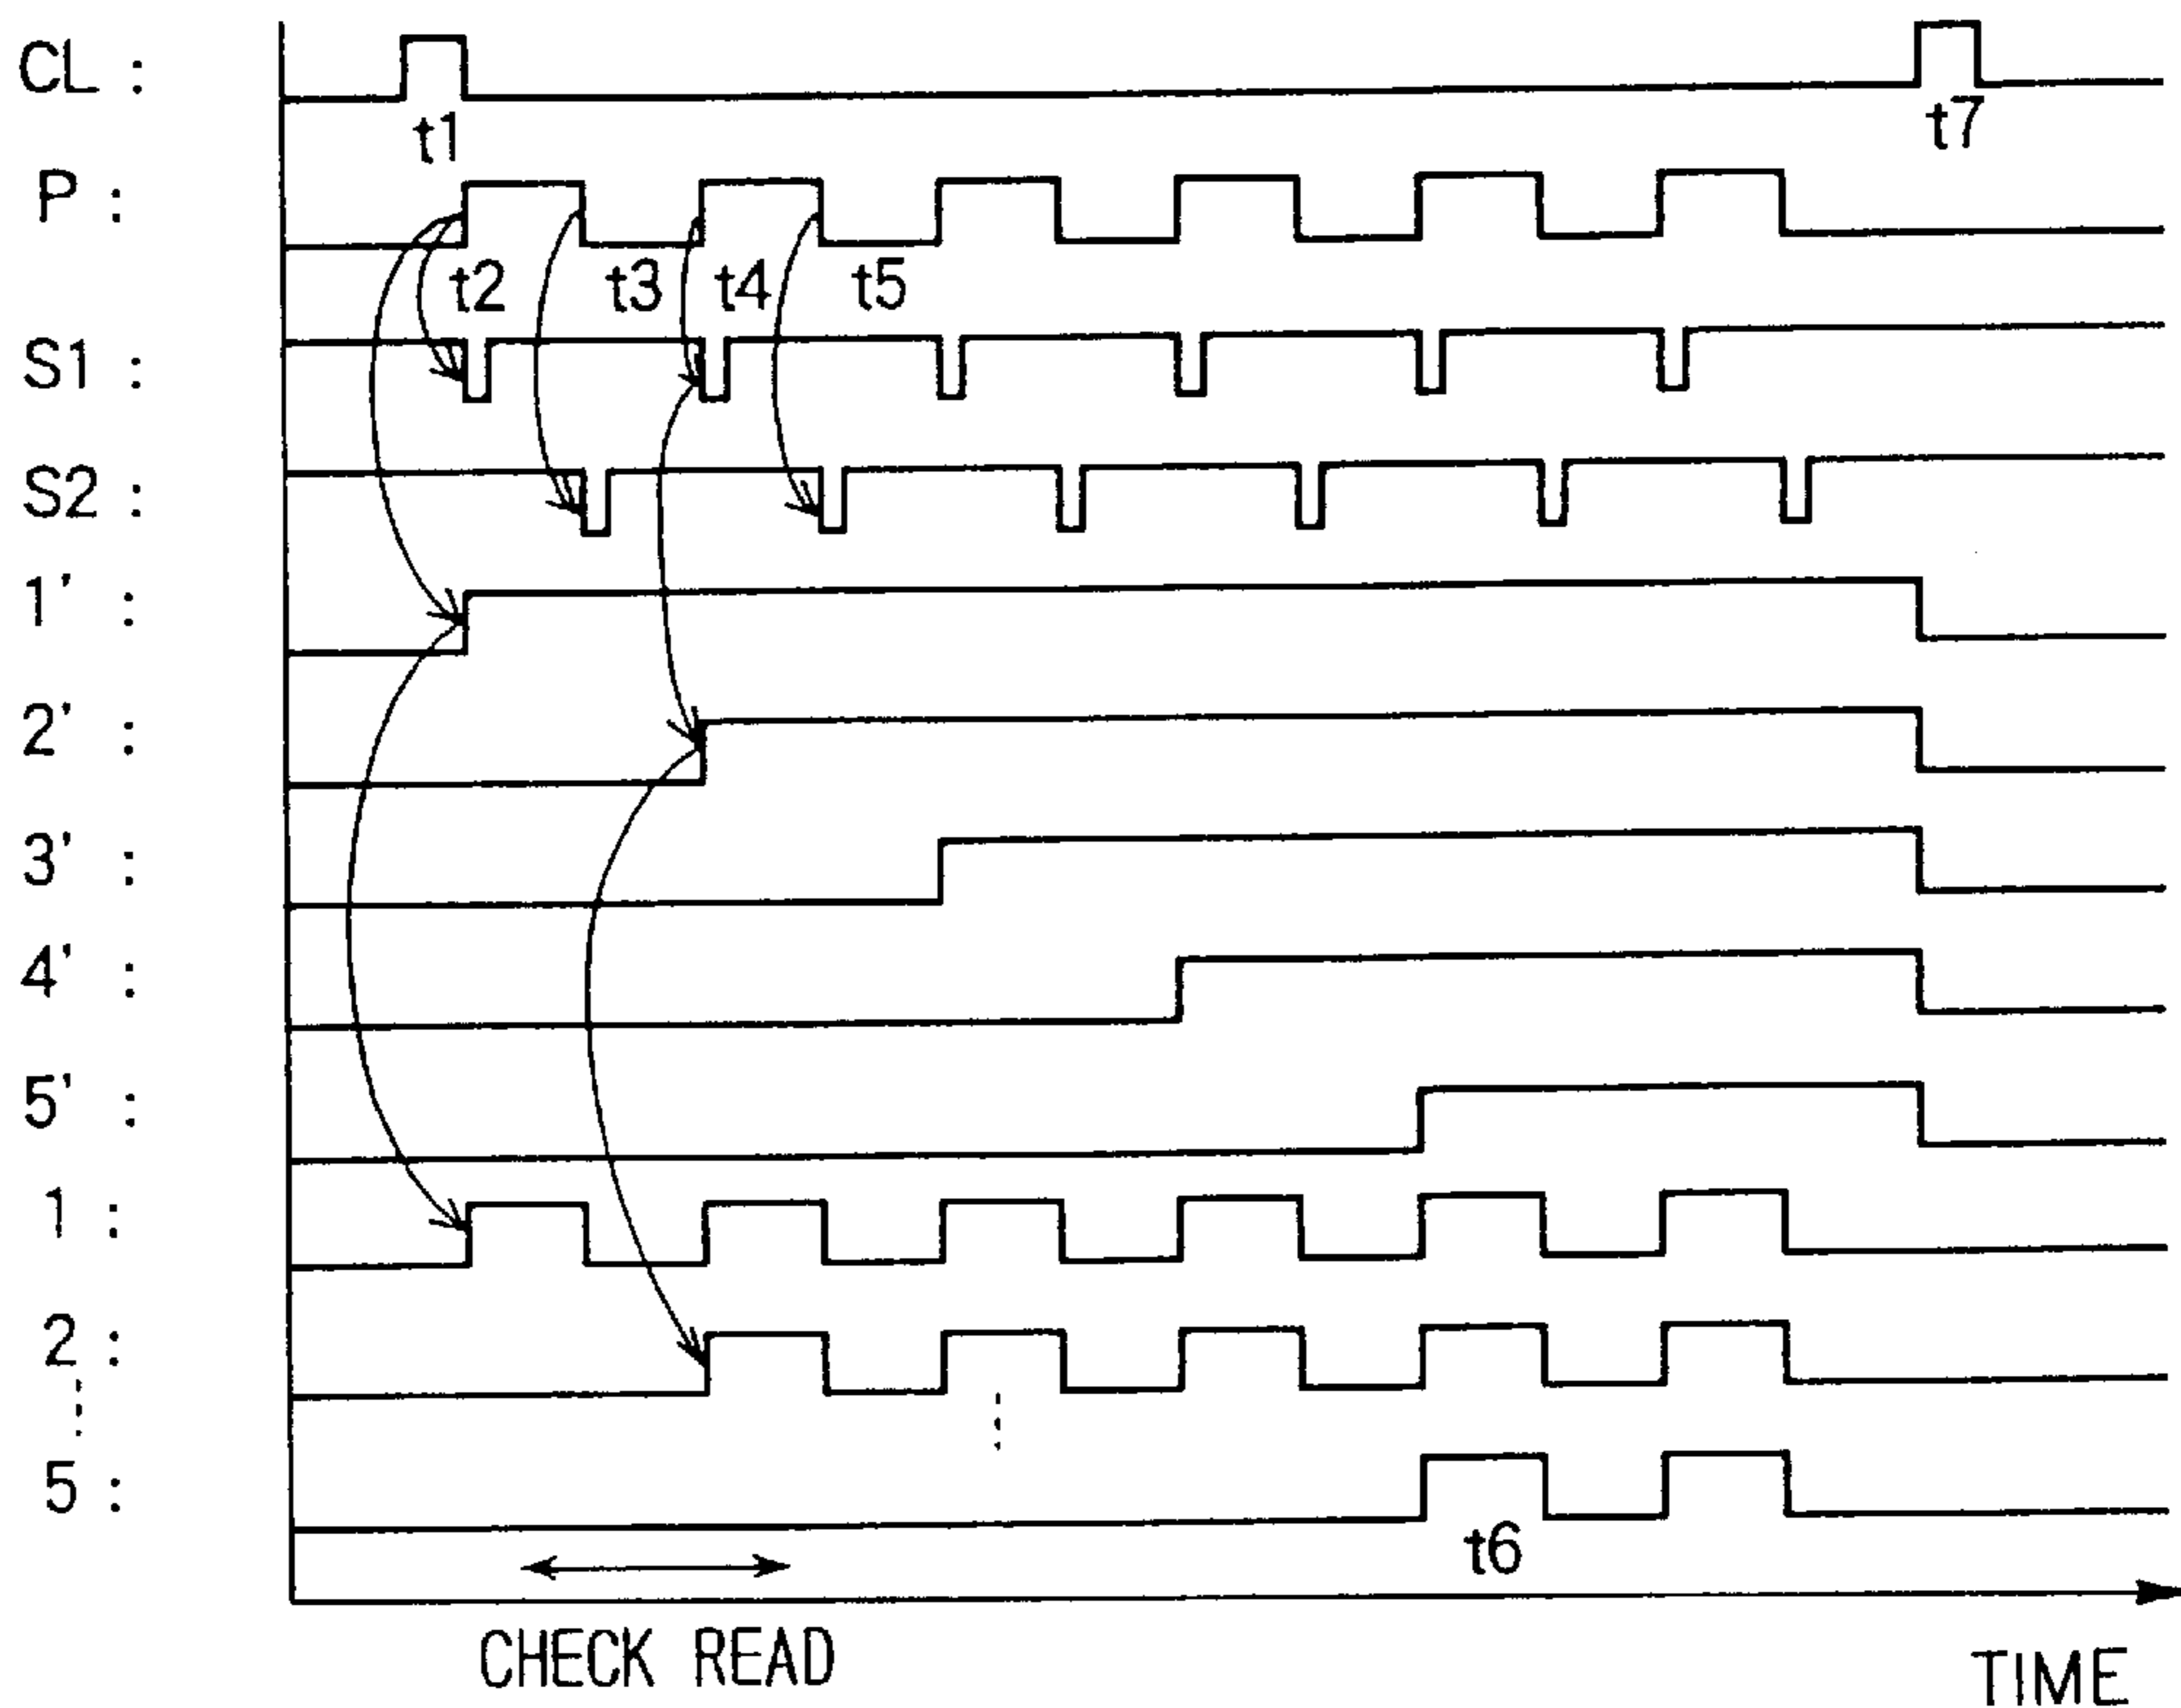 CL :
t1
t7
P :
t2
t3
t4
t5
S1 :
S2 :
1' :
2' :
3' :
4' :
5' :
1 :
2 :
5 :
t6
CHECK READ
TIME